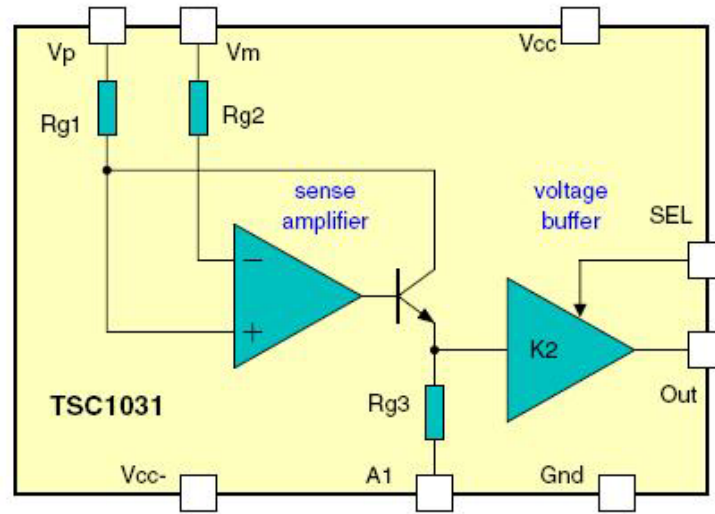 Vp
Vm
Vcc
Rg1
Rg2
sense
amplifier
voltage
buffer
SEL
−
+
K2
Out
TSC1031
Rg3
Vcc-
A1
Gnd